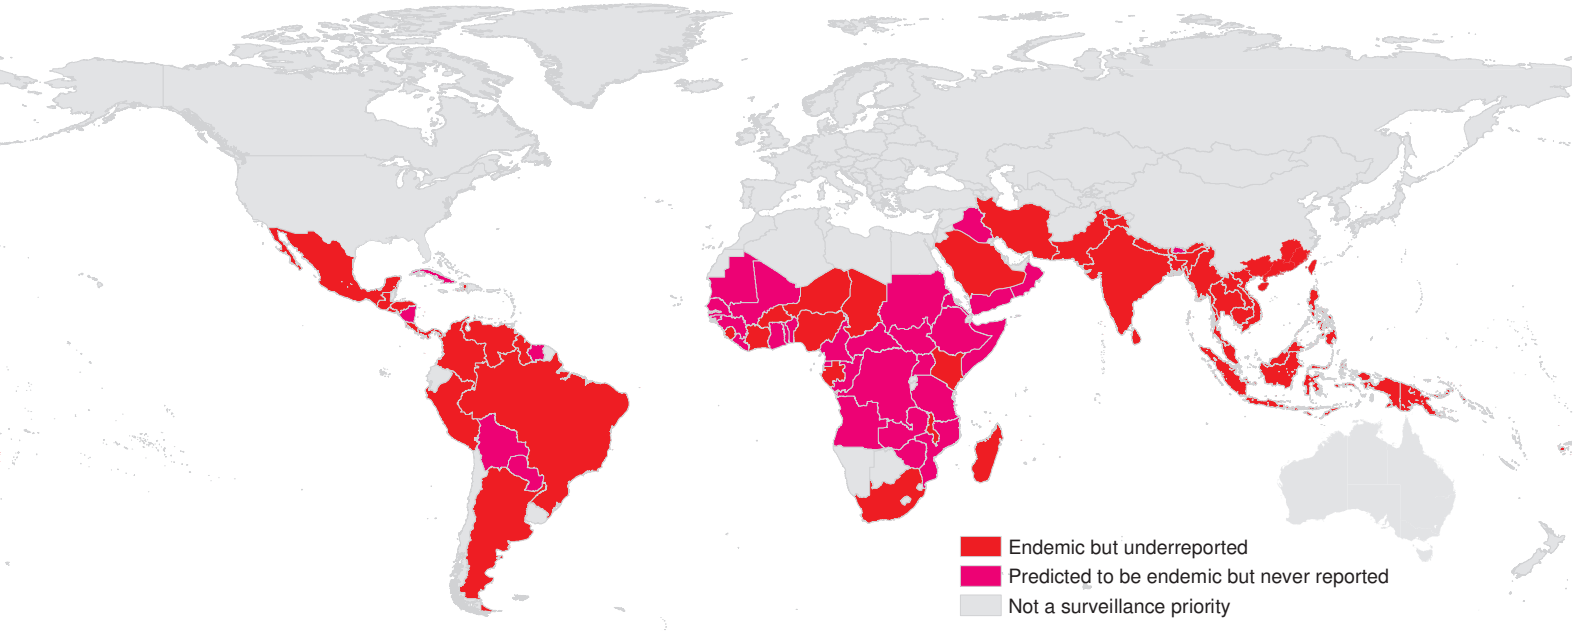 Endemic but underreported
Predicted to be endemic but never reported
Not a surveillance priority